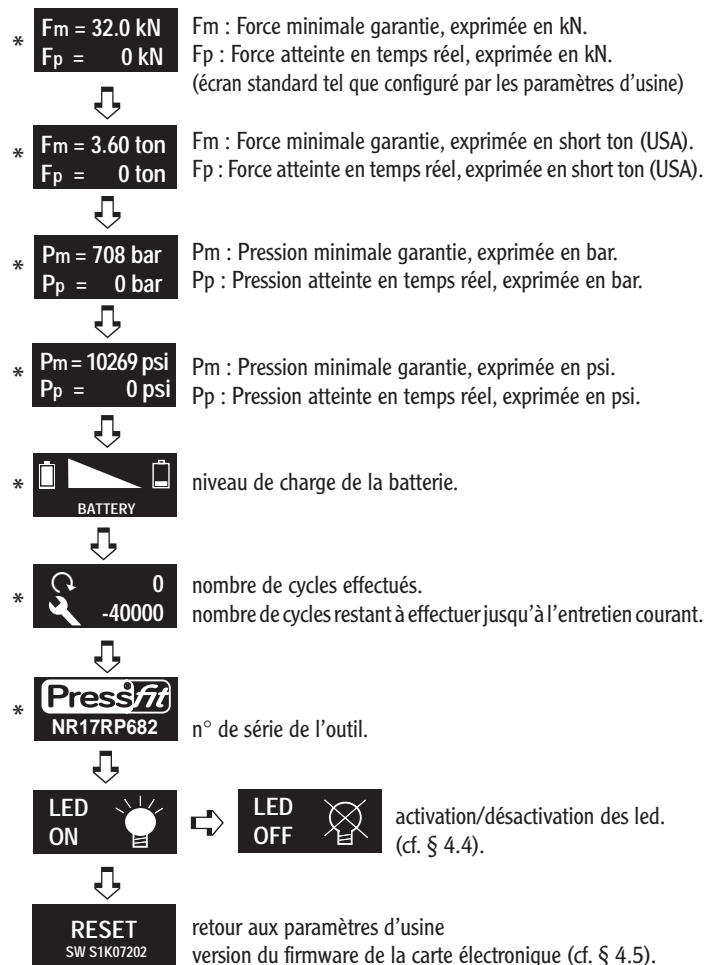 * Fm = 32.0 kN
Fp = 0 kN
Fm : Force minimale garantie, exprimée en kN.
Fp : Force atteinte en temps réel, exprimée en kN.
(écran standard tel que configuré par les paramètres d'usine)
* Fm = 3.60 ton
Fp = 0 ton
Fm : Force minimale garantie, exprimée en short ton (USA).
Fp : Force atteinte en temps réel, exprimée en short ton (USA).
* Pm = 708 bar
Pp = 0 bar
Pm : Pression minimale garantie, exprimée en bar.
Pp : Pression atteinte en temps réel, exprimée en bar.
* Pm = 10269 psi
Pp = 0 psi
Pm : Pression minimale garantie, exprimée en psi.
Pp : Pression atteinte en temps réel, exprimée en psi.
* BATTERY
niveau de charge de la batterie.
* 0
-40000
nombre de cycles effectués.
nombre de cycles restant à effectuer jusqu'à l'entretien courant.
* Pressfit
NR17RP682
n° de série de l'outil.
LED
ON
LED
OFF
activation/désactivation des led.
(cf. § 4.4).
RESET
SW S1K07202
retour aux paramètres d'usine
version du firmware de la carte électronique (cf. § 4.5).